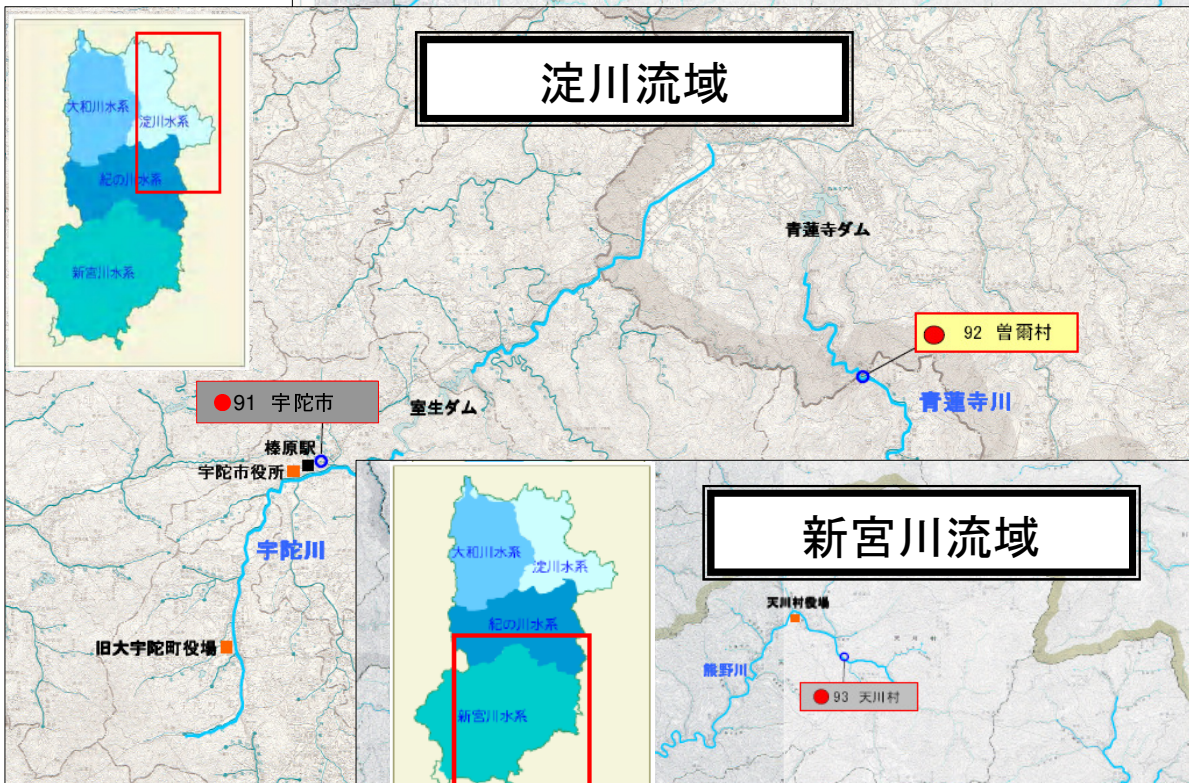 淀川流域
大和川水系
淀川水系
紀の川水系
新宮川水系
青蓮寺ダム
92 曽爾村
青蓮寺川
91 宇陀市
室生ダム
榛原駅
宇陀市役所
宇陀川
旧大宇陀町役場
新宮川流域
大和川水系
淀川水系
紀の川水系
新宮川水系
天川村役場
熊野川
93 天川村